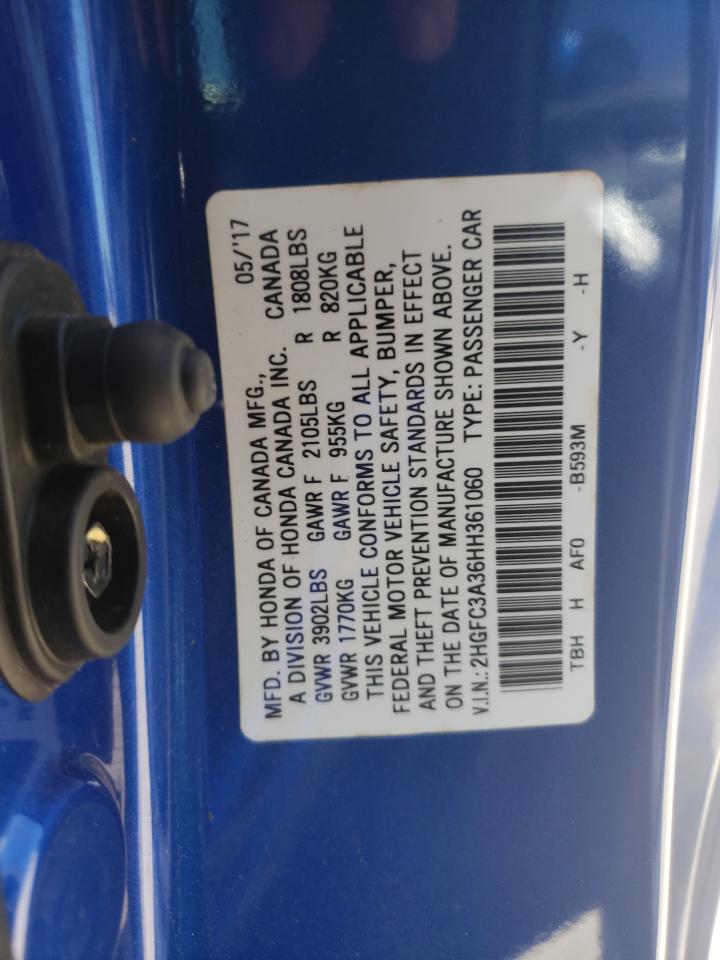 05/'17
MFD. BY HONDA OF CANADA MFG.,
A DIVISION OF HONDA CANADA INC. CANADA
GVWR 3902LBS GAWR F 2105LBS R 1808LBS
GVWR 1770KG GAWR F 955KG R 820KG
THIS VEHICLE CONFORMS TO ALL APPLICABLE
FEDERAL MOTOR VEHICLE SAFETY, BUMPER,
AND THEFT PREVENTION STANDARDS IN EFFECT
ON THE DATE OF MANUFACTURE SHOWN ABOVE.
V.I.N.: 2HGFC3A36HH361060 TYPE: PASSENGER CAR
TBH H AF0 -B593M -Y -H